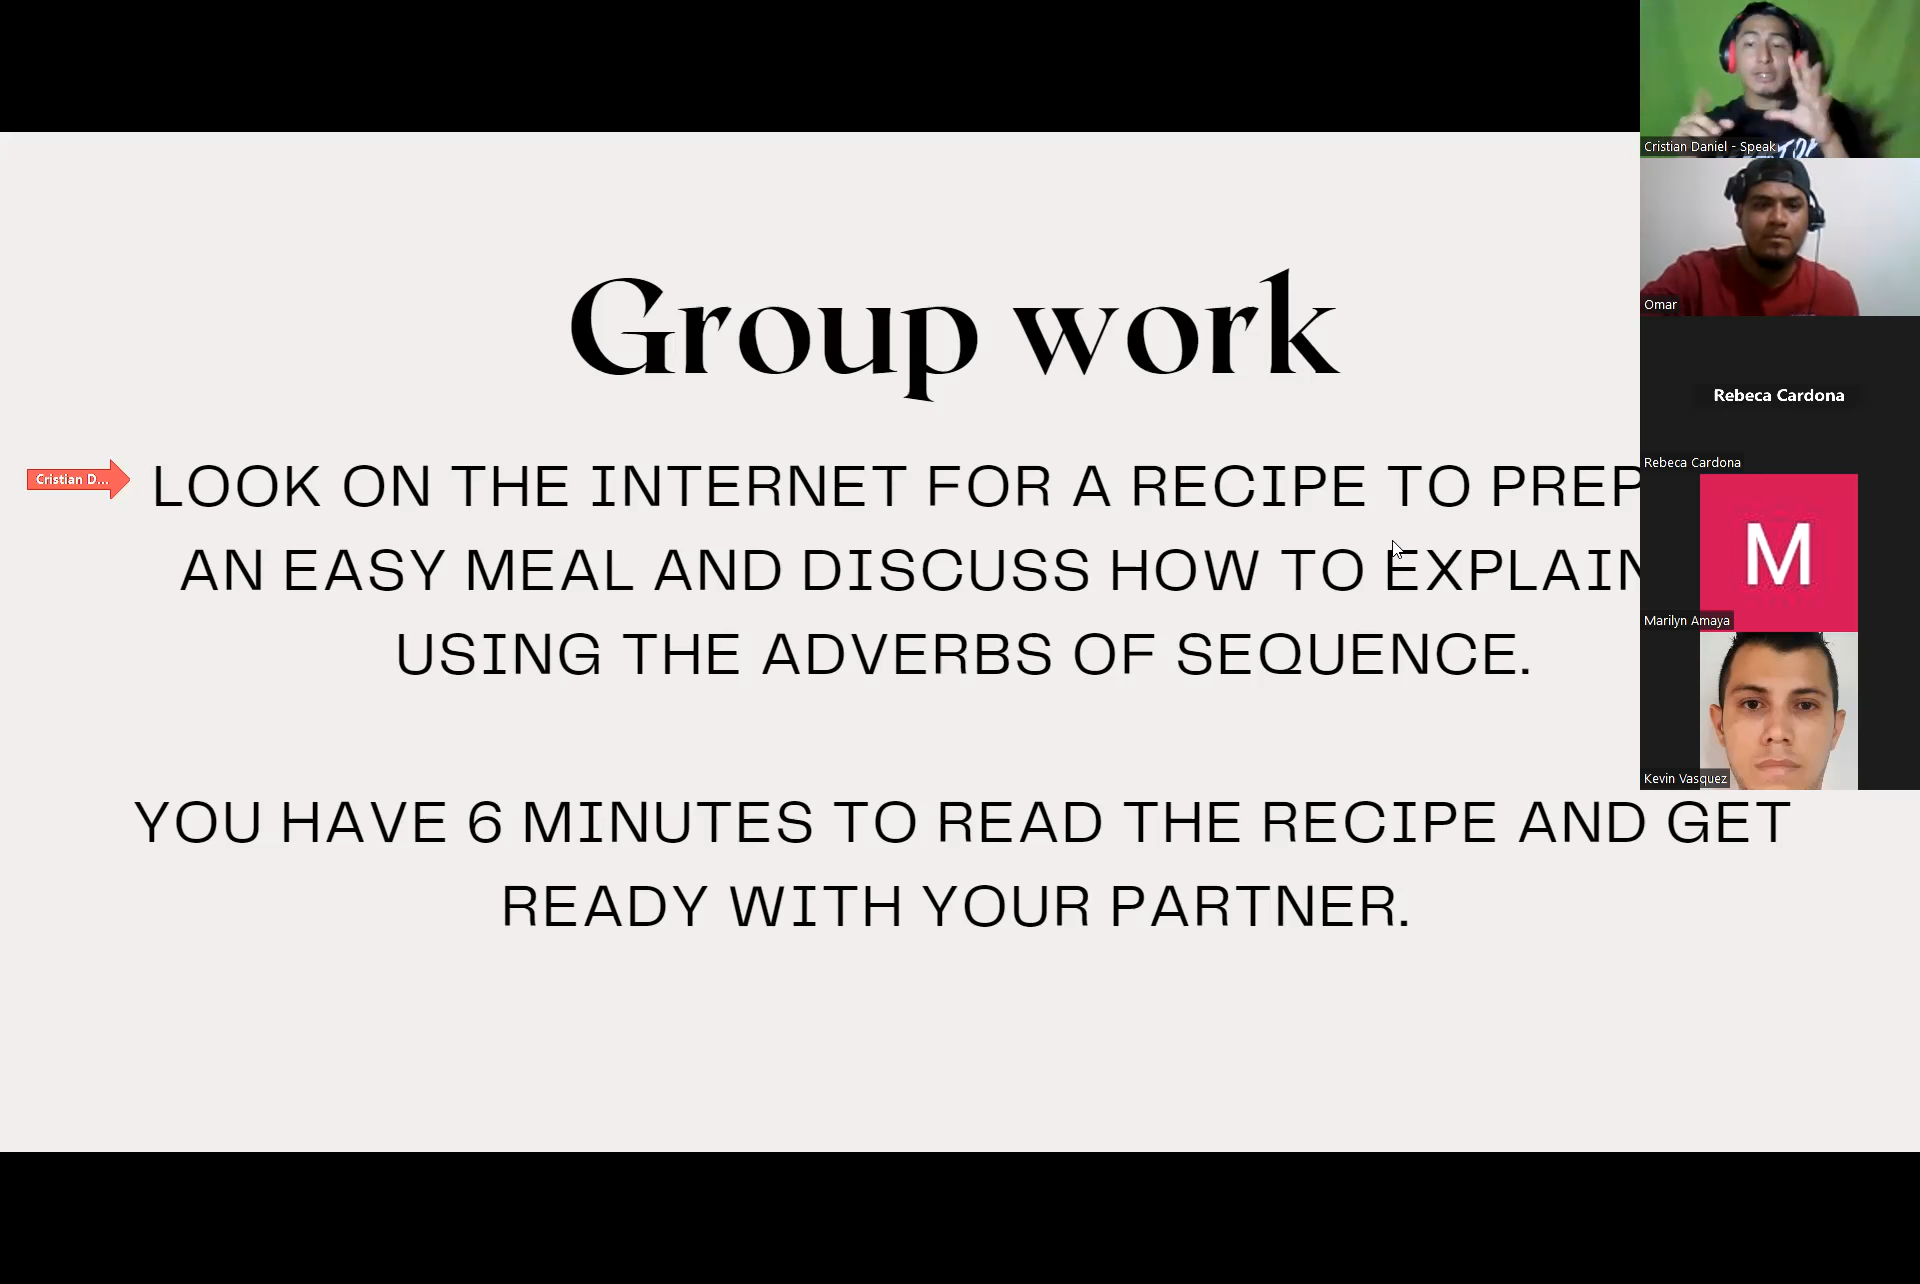 Group work
Cristian D...
LOOK ON THE INTERNET FOR A RECIPE TO PREP
AN EASY MEAL AND DISCUSS HOW TO EXPLAIN
USING THE ADVERBS OF SEQUENCE.
YOU HAVE 6 MINUTES TO READ THE RECIPE AND GET
READY WITH YOUR PARTNER.
Cristian Daniel - Speak
Omar
Rebeca Cardona
Rebeca Cardona
M
Marilyn Amaya
Kevin Vasquez